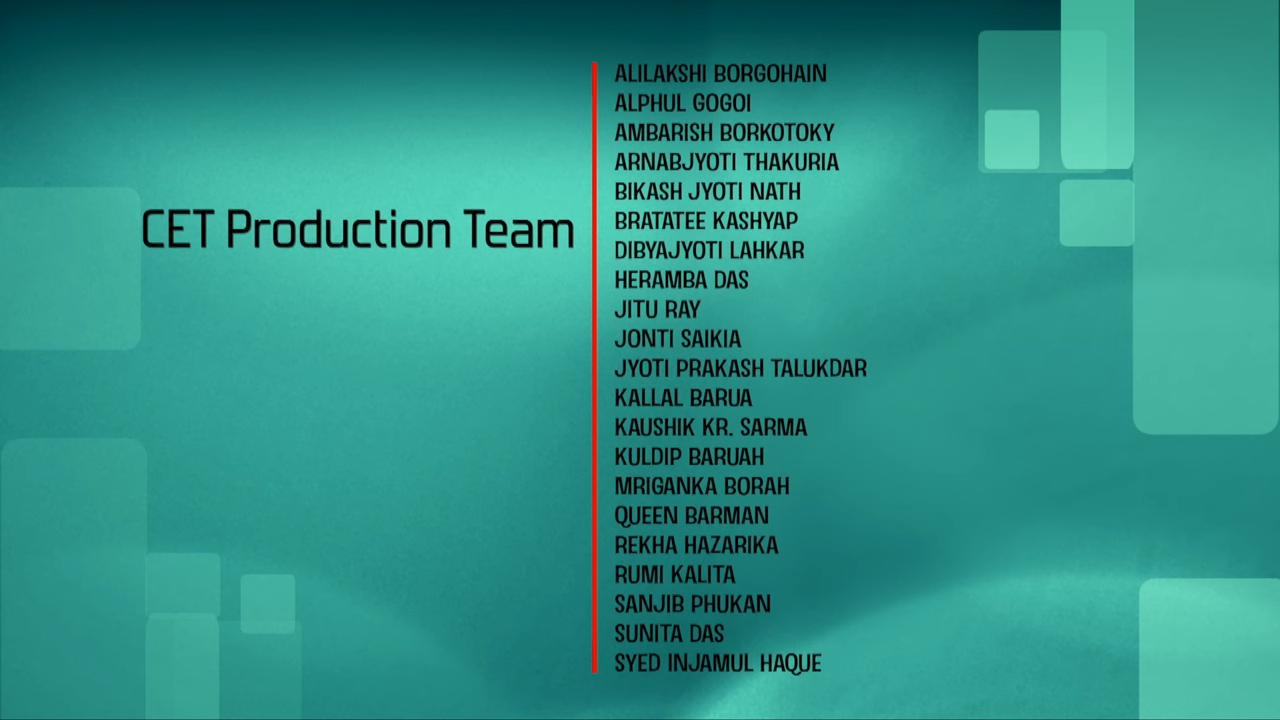 CET Production Team
ALILAKSHI BORGOHAIN
ALPHUL GOGOI
AMBARISH BORKOTOKY
ARNABJYOTI THAKURIA
BIKASH JYOTI NATH
BRATATEE KASHYAP
DIBYAJYOTI LAHKAR
HERAMBA DAS
JITU RAY
JONTI SAIKIA
JYOTI PRAKASH TALUKDAR
KALLAL BARUA
KAUSHIK KR. SARMA
KULDIP BARUAH
MRIGANKA BORAH
QUEEN BARMAN
REKHA HAZARIKA
RUMI KALITA
SANJIB PHUKAN
SUNITA DAS
SYED INJAMUL HAQUE